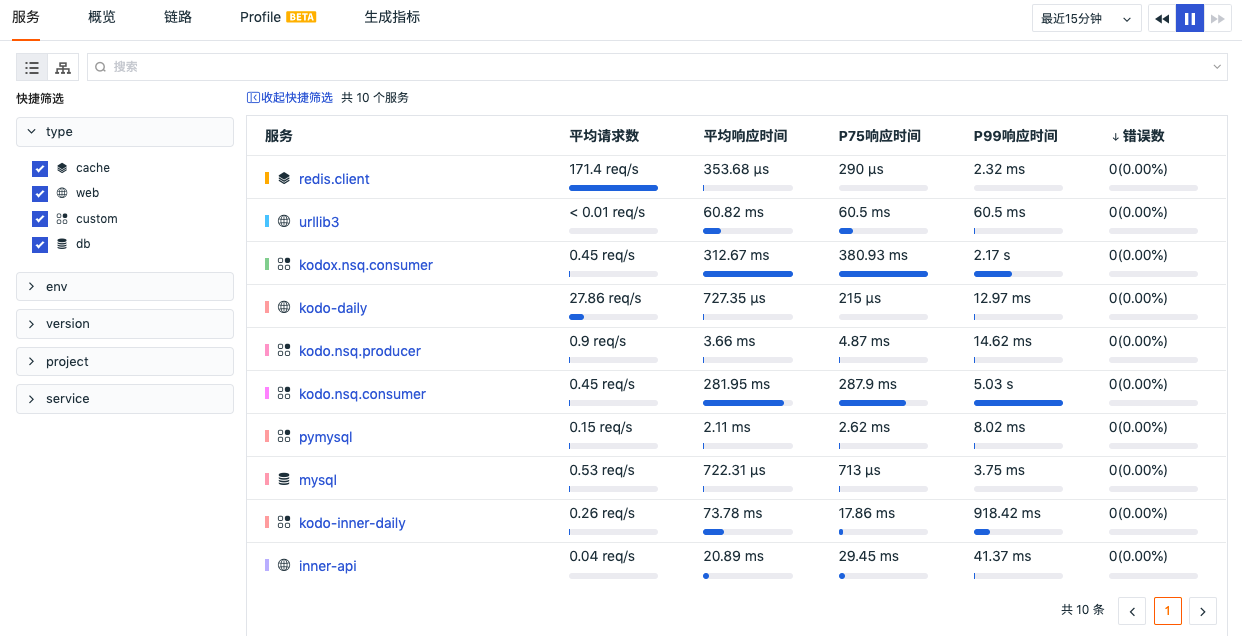 服务 概览 链路 Profile BETA 生成指标 最近15分钟
搜索
快捷筛选 收起快捷筛选 共 10 个服务
type
cache
web
custom
db
env
version
project
service
服务 平均请求数 平均响应时间 P75响应时间 P99响应时间 ↓ 错误数
redis.client 171.4 req/s 353.68 μs 290 μs 2.32 ms 0(0.00%)
urllib3 < 0.01 req/s 60.82 ms 60.5 ms 60.5 ms 0(0.00%)
kodox.nsq.consumer 0.45 req/s 312.67 ms 380.93 ms 2.17 s 0(0.00%)
kodo-daily 27.86 req/s 727.35 μs 215 μs 12.97 ms 0(0.00%)
kodo.nsq.producer 0.9 req/s 3.66 ms 4.87 ms 14.62 ms 0(0.00%)
kodo.nsq.consumer 0.45 req/s 281.95 ms 287.9 ms 5.03 s 0(0.00%)
pymysql 0.15 req/s 2.11 ms 2.62 ms 8.02 ms 0(0.00%)
mysql 0.53 req/s 722.31 μs 713 μs 3.75 ms 0(0.00%)
kodo-inner-daily 0.26 req/s 73.78 ms 17.86 ms 918.42 ms 0(0.00%)
inner-api 0.04 req/s 20.89 ms 29.45 ms 41.37 ms 0(0.00%)
共 10 条 1